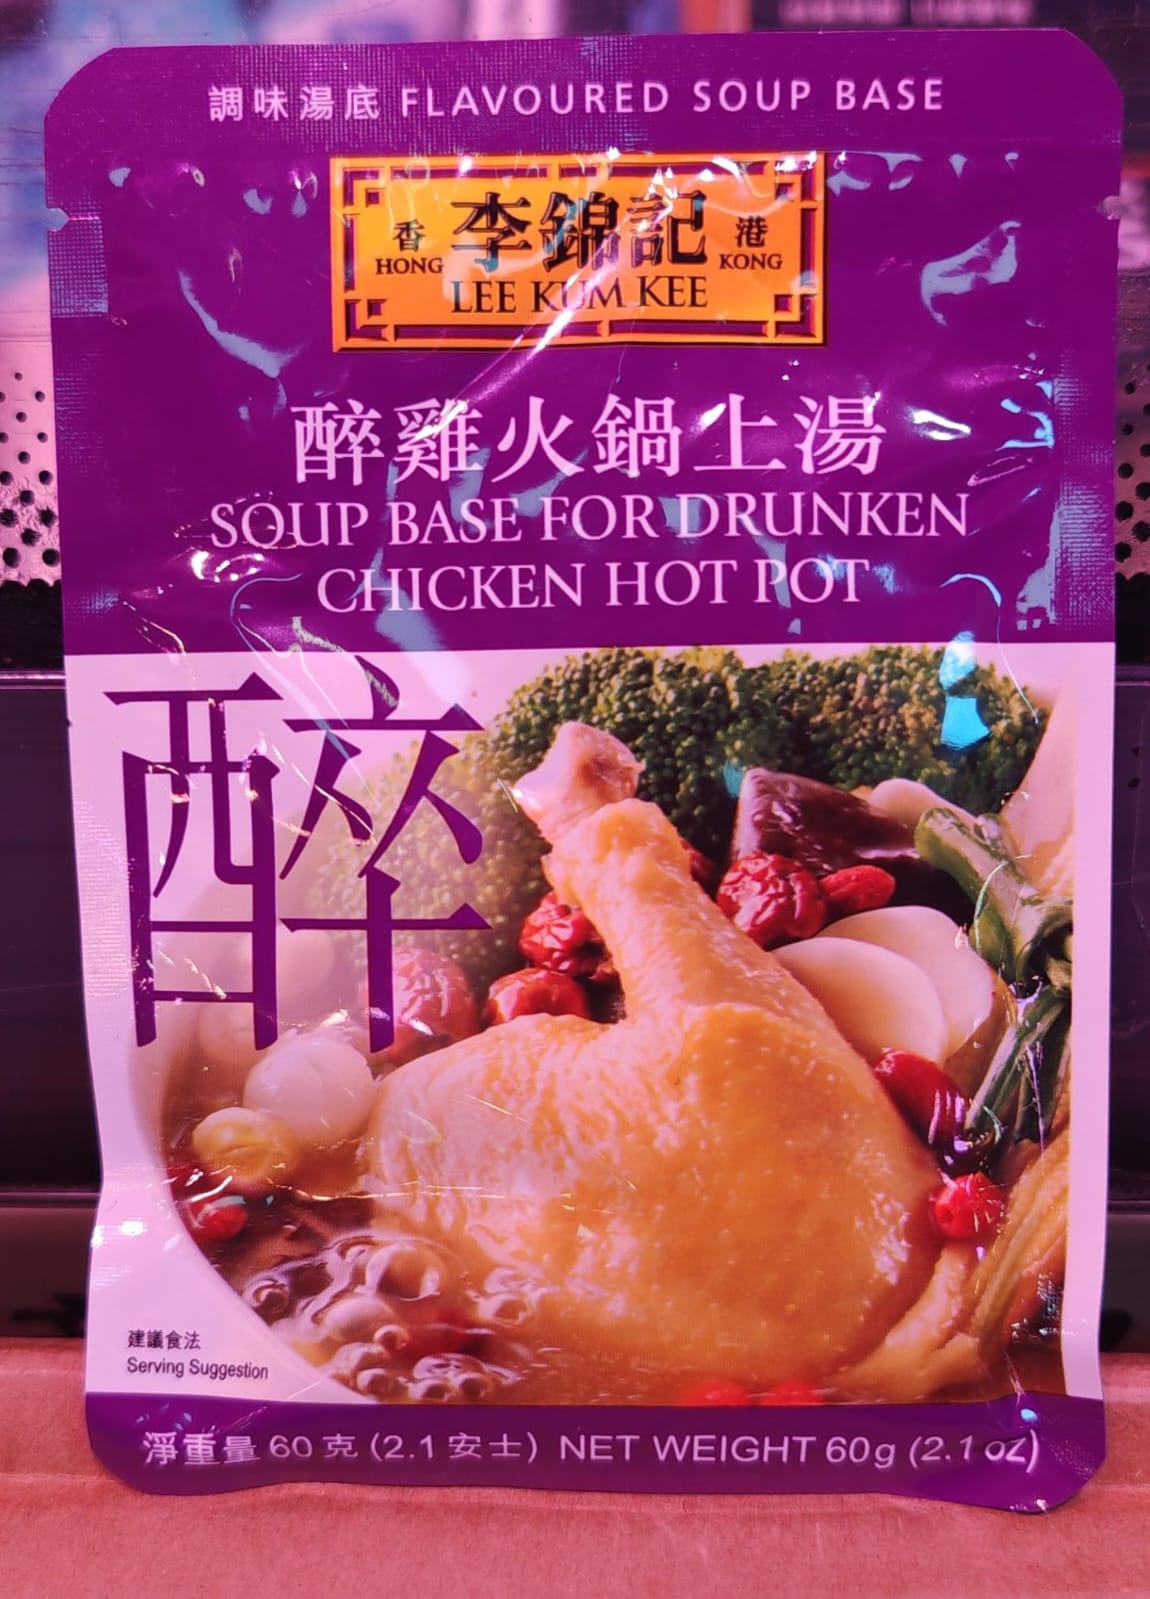 調味湯底 FLAVOURED SOUP BASE
香 李錦記 港
HONG KONG
LEE KUM KEE
醉雞火鍋上湯
SOUP BASE FOR DRUNKEN
CHICKEN HOT POT
醉
建議食法
Serving Suggestion
淨重量 60 克 (2.1 安士) NET WEIGHT 60g (2.1 oz)